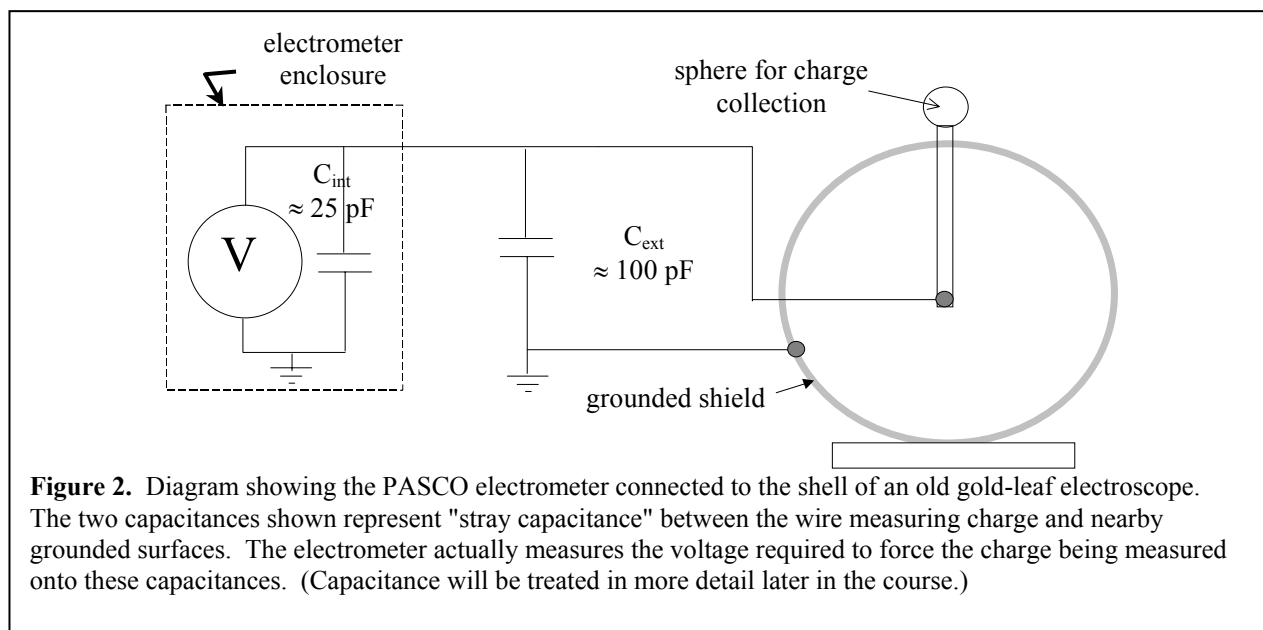 electrometer
enclosure
sphere for charge
collection
C_int
≈ 25 pF
V
C_ext
≈ 100 pF
grounded shield
Figure 2. Diagram showing the PASCO electrometer connected to the shell of an old gold-leaf electroscope.
The two capacitances shown represent "stray capacitance" between the wire measuring charge and nearby
grounded surfaces. The electrometer actually measures the voltage required to force the charge being measured
onto these capacitances. (Capacitance will be treated in more detail later in the course.)